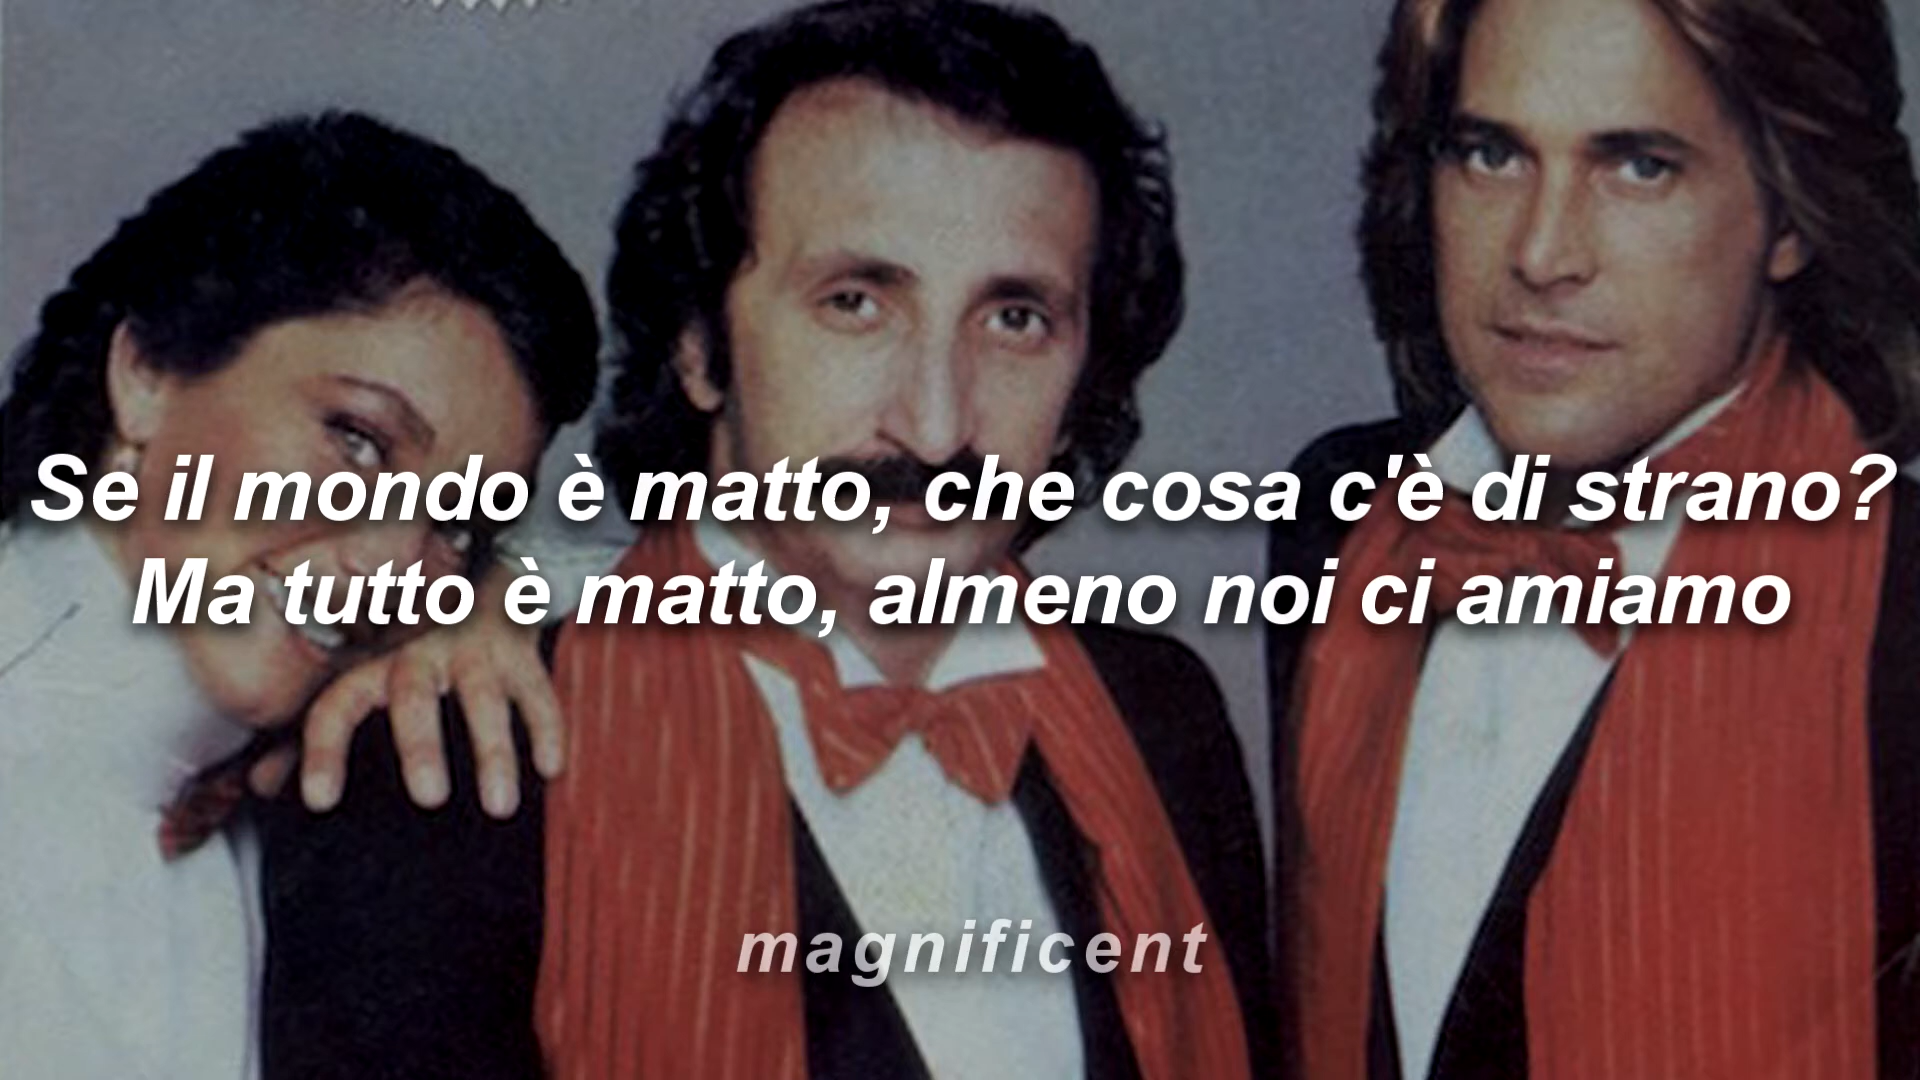 Se il mondo è matto, che cosa c'è di strano?
Ma tutto è matto, almeno noi ci amiamo
magnificent